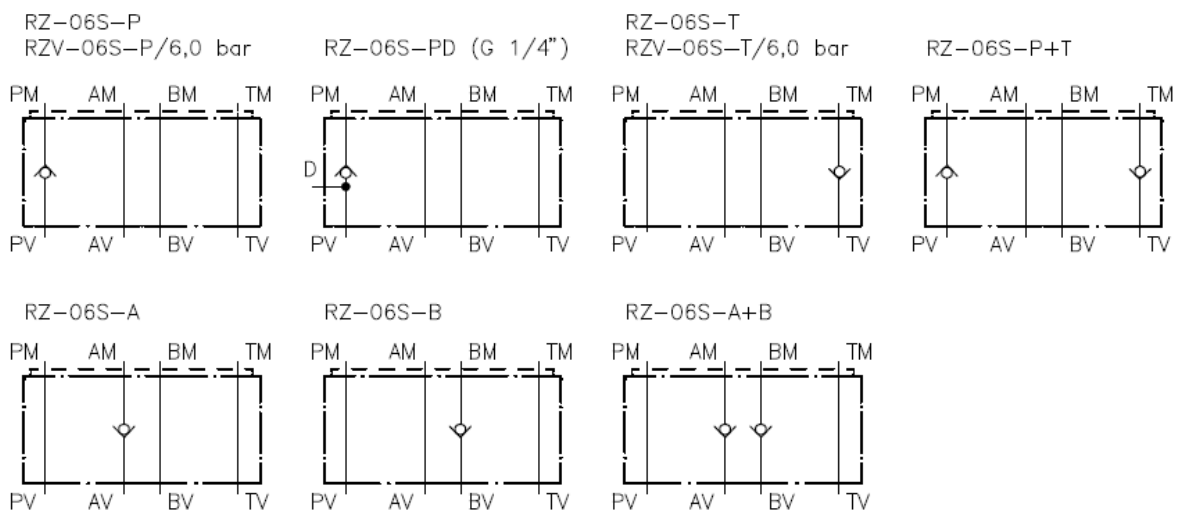 RZ-06S-P
RZV-06S-P/6,0 bar
RZ-06S-PD (G 1/4")
RZ-06S-T
RZV-06S-T/6,0 bar
RZ-06S-P+T
PM AM BM TM
PM AM BM TM
PM AM BM TM
PM AM BM TM
D
PV AV BV TV
PV AV BV TV
PV AV BV TV
PV AV BV TV
RZ-06S-A
RZ-06S-B
RZ-06S-A+B
PM AM BM TM
PM AM BM TM
PM AM BM TM
PV AV BV TV
PV AV BV TV
PV AV BV TV